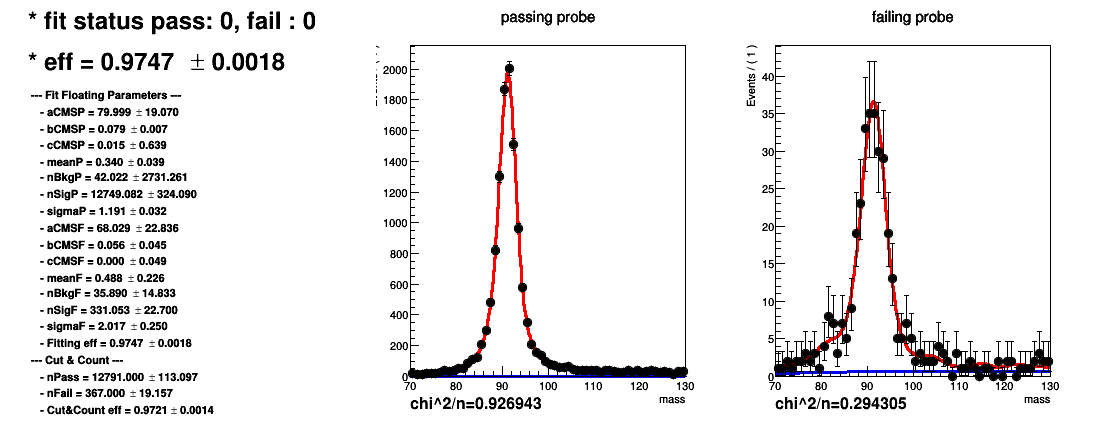 * fit status pass: 0, fail : 0
* eff = 0.9747 ± 0.0018
--- Fit Floating Parameters ---
- aCMSP = 79.999 ± 19.070
- bCMSP = 0.079 ± 0.007
- cCMSP = 0.015 ± 0.639
- meanP = 0.340 ± 0.039
- nBkgP = 42.022 ± 2731.261
- nSigP = 12749.082 ± 324.090
- sigmaP = 1.191 ± 0.032
- aCMSF = 68.029 ± 22.836
- bCMSF = 0.056 ± 0.045
- cCMSF = 0.000 ± 0.049
- meanF = 0.488 ± 0.226
- nBkgF = 35.890 ± 14.833
- nSigF = 331.053 ± 22.700
- sigmaF = 2.017 ± 0.250
- Fitting eff = 0.9747 ± 0.0018
--- Cut & Count ---
- nPass = 12791.000 ± 113.097
- nFail = 367.000 ± 19.157
- Cut&Count eff = 0.9721 ± 0.0014
passing probe
2000
1800
1600
1400
1200
1000
800
600
400
200
0
70 80 90 100 110 120 130
mass
chi^2/n=0.926943
failing probe
Events / ( 1 )
40
35
30
25
20
15
10
5
0
70 80 90 100 110 120 130
mass
chi^2/n=0.294305